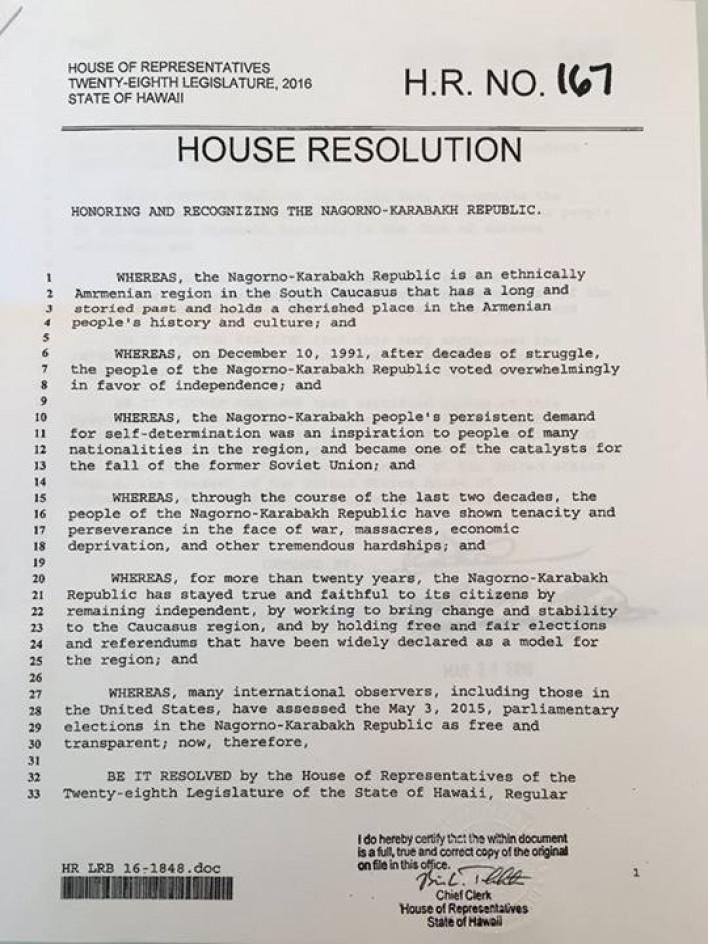 HOUSE OF REPRESENTATIVES
TWENTY-EIGHTH LEGISLATURE, 2016
STATE OF HAWAII
H.R. NO. 167
HOUSE RESOLUTION
HONORING AND RECOGNIZING THE NAGORNO-KARABAKH REPUBLIC.
1 WHEREAS, the Nagorno-Karabakh Republic is an ethnically
2 Amrmenian region in the South Caucasus that has a long and
3 storied past and holds a cherished place in the Armenian
4 people's history and culture; and
5
6 WHEREAS, on December 10, 1991, after decades of struggle,
7 the people of the Nagorno-Karabakh Republic voted overwhelmingly
8 in favor of independence; and
9
10 WHEREAS, the Nagorno-Karabakh people's persistent demand
11 for self-determination was an inspiration to people of many
12 nationalities in the region, and became one of the catalysts for
13 the fall of the former Soviet Union; and
14
15 WHEREAS, through the course of the last two decades, the
16 people of the Nagorno-Karabakh Republic have shown tenacity and
17 perseverance in the face of war, massacres, economic
18 deprivation, and other tremendous hardships; and
19
20 WHEREAS, for more than twenty years, the Nagorno-Karabakh
21 Republic has stayed true and faithful to its citizens by
22 remaining independent, by working to bring change and stability
23 to the Caucasus region, and by holding free and fair elections
24 and referendums that have been widely declared as a model for
25 the region; and
26
27 WHEREAS, many international observers, including those in
28 the United States, have assessed the May 3, 2015, parliamentary
29 elections in the Nagorno-Karabakh Republic as free and
30 transparent; now, therefore,
31
32 BE IT RESOLVED by the House of Representatives of the
33 Twenty-eighth Legislature of the State of Hawaii, Regular
I do hereby certify that the within document
is a full, true and correct copy of the original
on file in this office.
Chief Clerk
House of Representatives
State of Hawaii
HR LRB 16-1848.doc
1